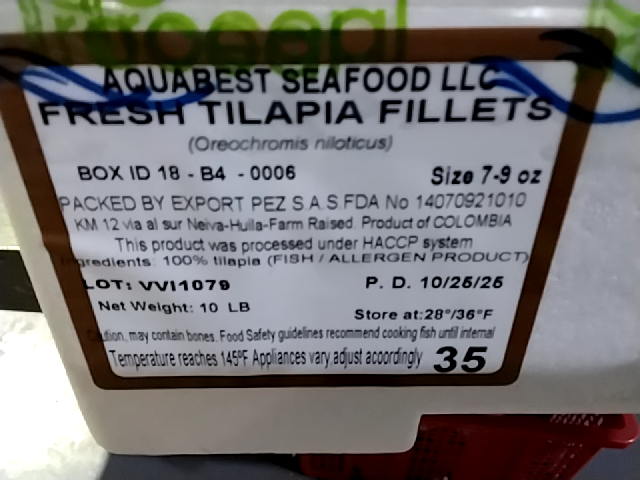 AQUABEST SEAFOOD LLC
FRESH TILAPIA FILLETS
(Oreochromis niloticus)
BOX ID 18 - B4 - 0006
Size 7-9 oz
PACKED BY EXPORT PEZ S.A.S.FDA No 14070921010
KM 12 via al sur Neiva-Huila-Farm Raised. Product of COLOMBIA
This product was processed under HACCP system
Ingredients: 100% tilapia (FISH / ALLERGEN PRODUCT)
LOT: VVI1079
P. D. 10/25/25
Net Weight: 10 LB
Store at:28°/36°F
Caution, may contain bones. Food Safety guidelines recommend cooking fish until internal
Temperature reaches 145°F Appliances vary,adjust acoordingly
35